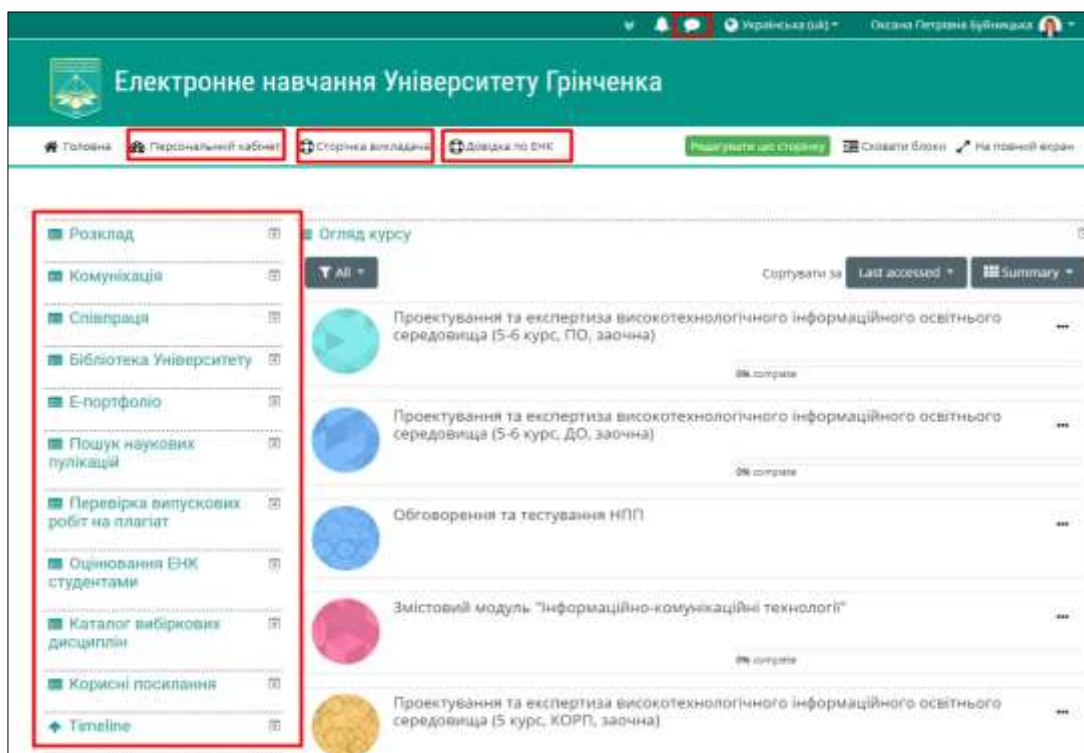 Українська (uk)
Оксана Петрівна Буйницька
Електронне навчання Університету Грінченка
Головна
Персональний кабінет
Сторінка викладача
Довідка по ЕНК
Редагувати цю сторінку
Сховати блоки
На повний екран
Розклад
Комунікація
Співпраця
Бібліотека Університету
Е-портфоліо
Пошук наукових
пулікацій
Перевірка випускових
робіт на плагіат
Оцінювання ЕНК
студентами
Каталог вибіркових
дисциплін
Корисні посилання
Timeline
Огляд курсу
All
Сортувати за
Last accessed
Summary
Проектування та експертиза високотехнологічного інформаційного освітнього
середовища (5-6 курс, ПО, заочна)
0% complete
Проектування та експертиза високотехнологічного інформаційного освітнього
середовища (5-6 курс, ДО, заочна)
0% complete
Обговорення та тестування НПП
Змістовий модуль "Інформаційно-комунікаційні технології"
0% complete
Проектування та експертиза високотехнологічного інформаційного освітнього
середовища (5 курс, КОРП, заочна)